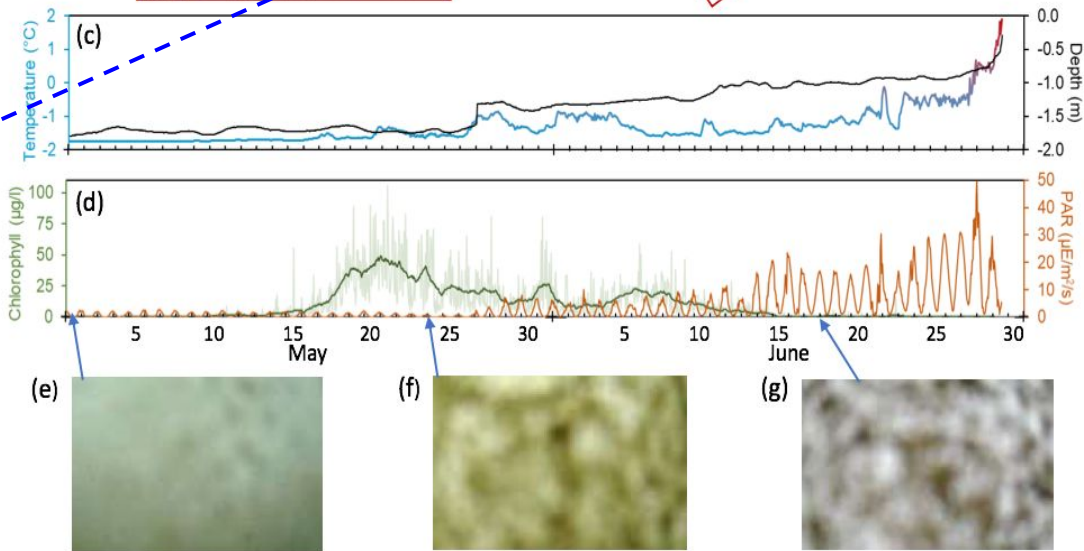 (c)
Temperature (°C)
2
1
0
-1
-2
0.0
-0.5
-1.0
-1.5
-2.0
Depth (m)
(d)
Chlorophyll (µg/l)
100
75
50
25
0
50
40
30
20
10
0
PAR (µE/m²/s)
5 10 15 20 25 30 5 10 15 20 25 30
May June
(e) (f) (g)